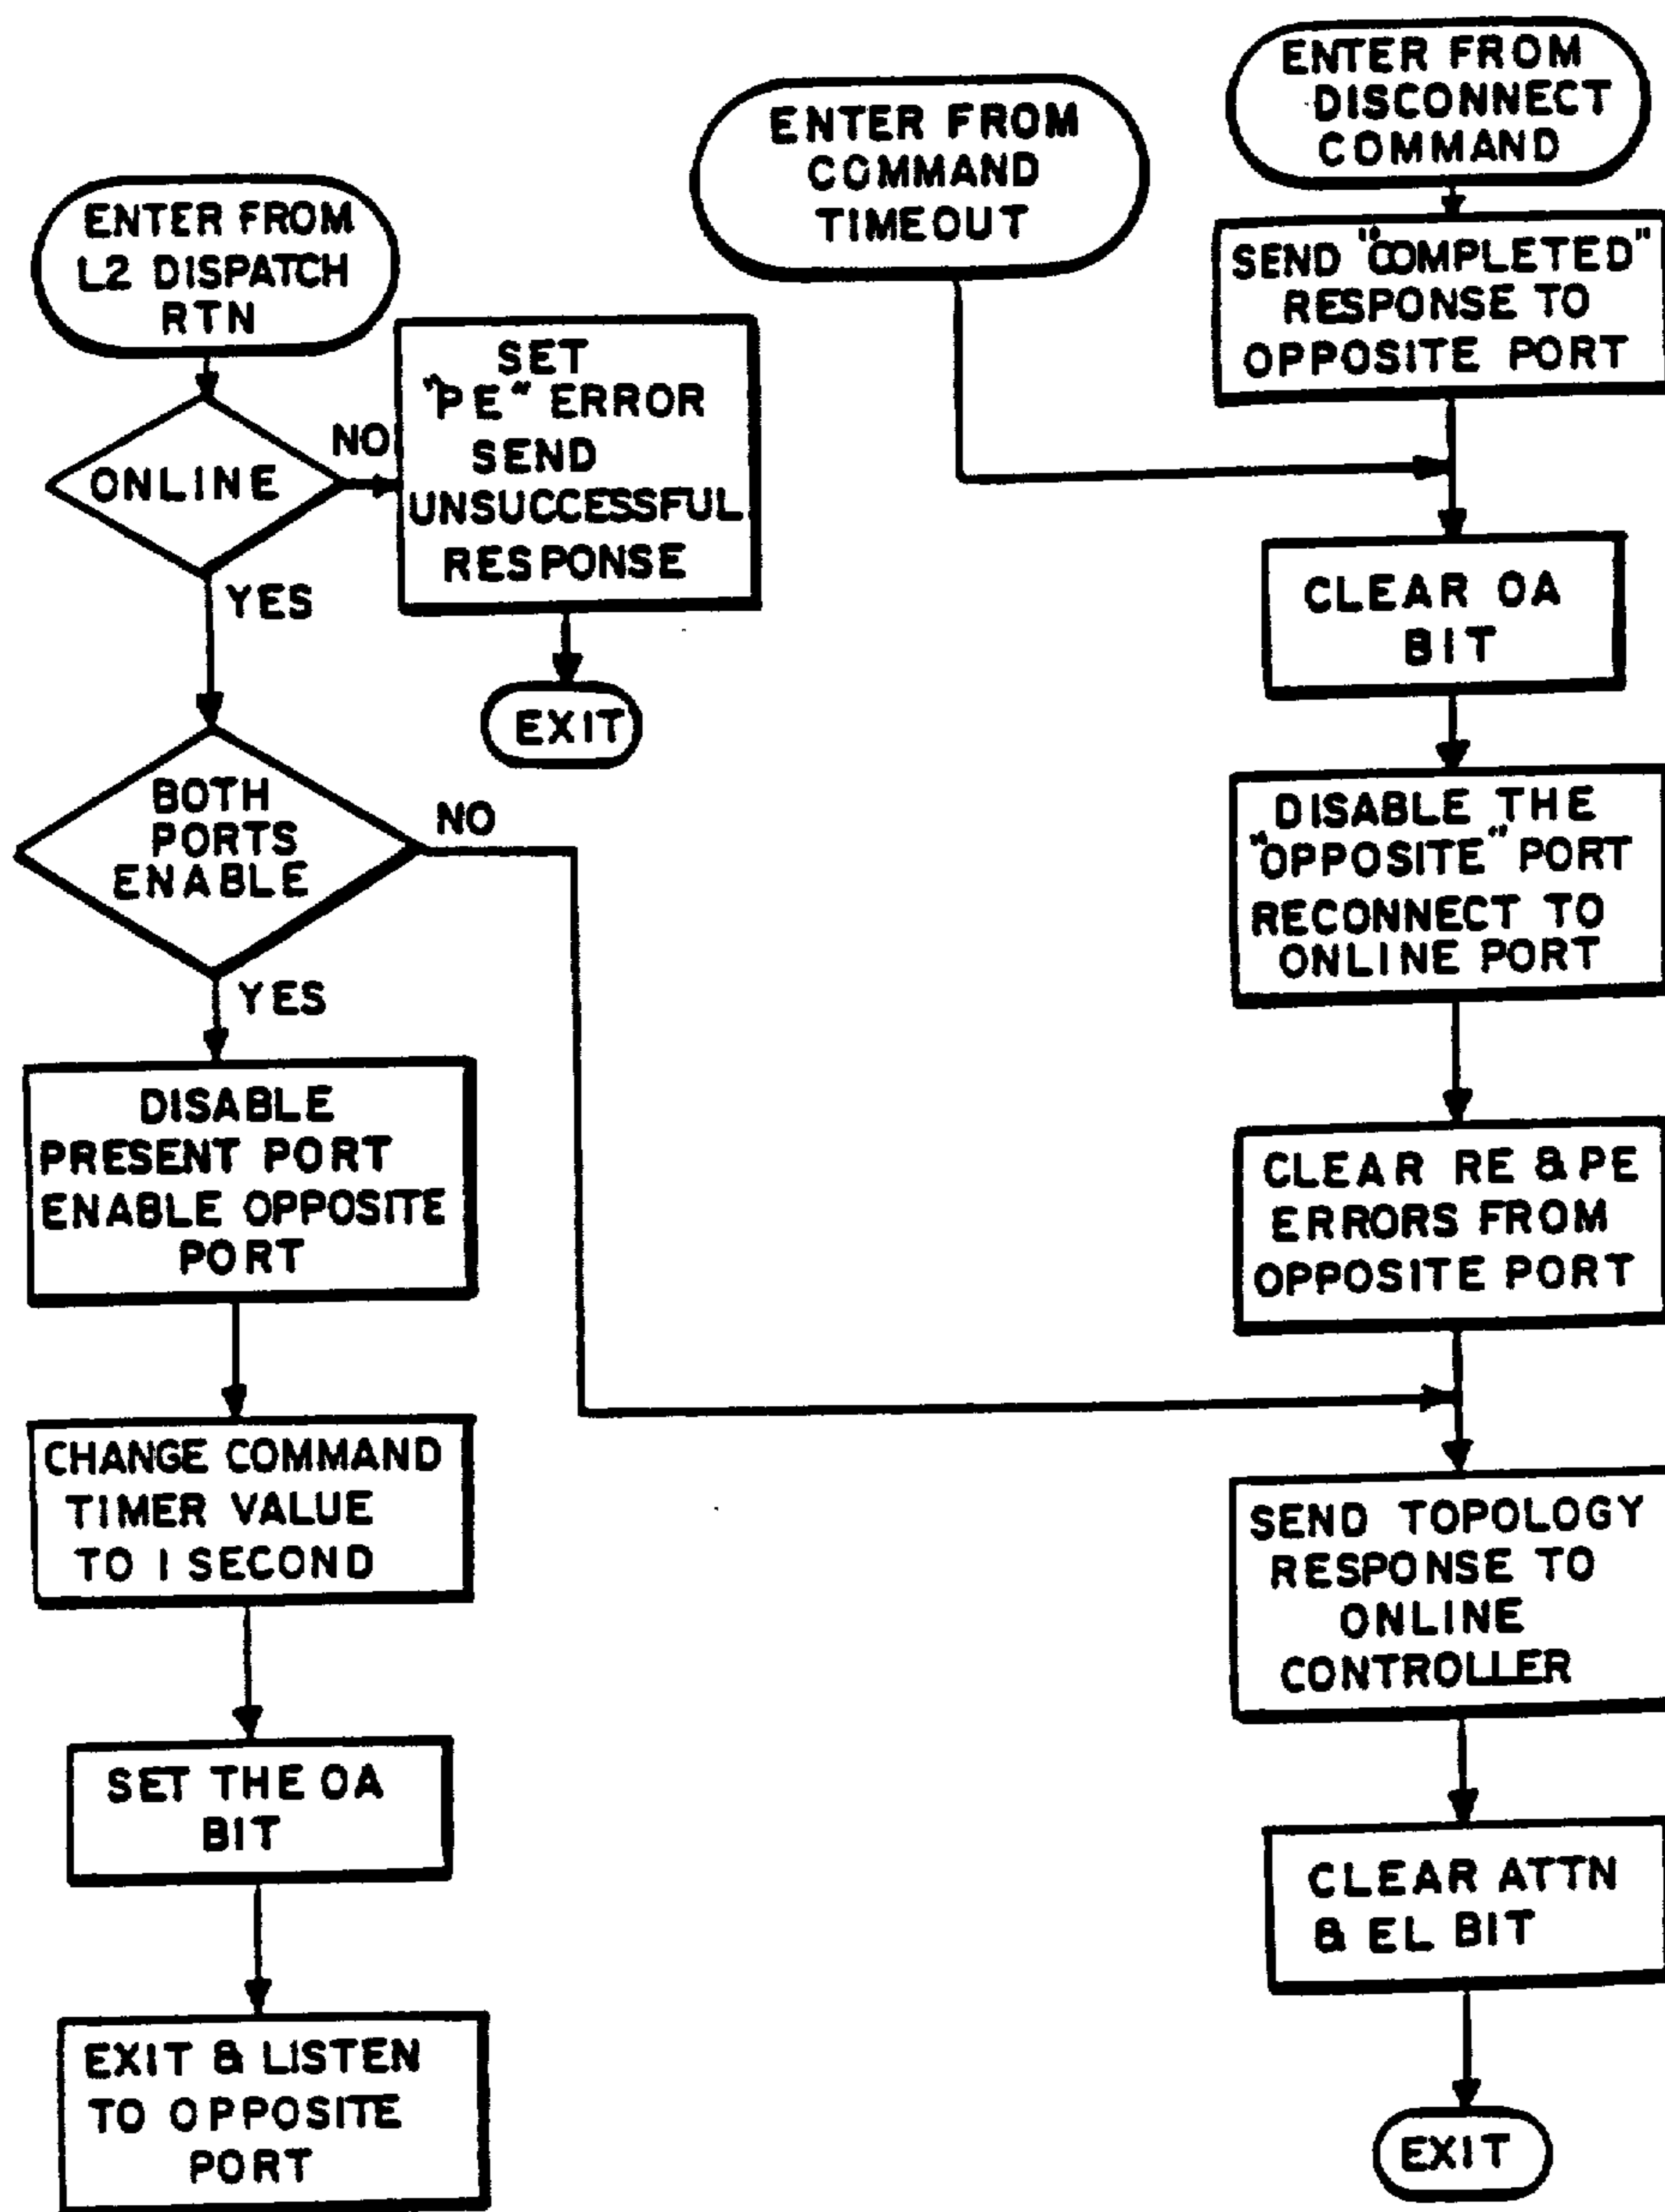 ENTER FROM
L2 DISPATCH
RTN
ONLINE
NO
YES
SET
"PE" ERROR
SEND
UNSUCCESSFUL
RESPONSE
EXIT
BOTH
PORTS
ENABLE
NO
YES
DISABLE
PRESENT PORT
ENABLE OPPOSITE
PORT
CHANGE COMMAND
TIMER VALUE
TO 1 SECOND
SET THE OA
BIT
EXIT & LISTEN
TO OPPOSITE
PORT
ENTER FROM
COMMAND
TIMEOUT
ENTER FROM
DISCONNECT
COMMAND
SEND "COMPLETED"
RESPONSE TO
OPPOSITE PORT
CLEAR OA
BIT
DISABLE THE
"OPPOSITE" PORT
RECONNECT TO
ONLINE PORT
CLEAR RE & PE
ERRORS FROM
OPPOSITE PORT
SEND TOPOLOGY
RESPONSE TO
ONLINE
CONTROLLER
CLEAR ATTN
& EL BIT
EXIT